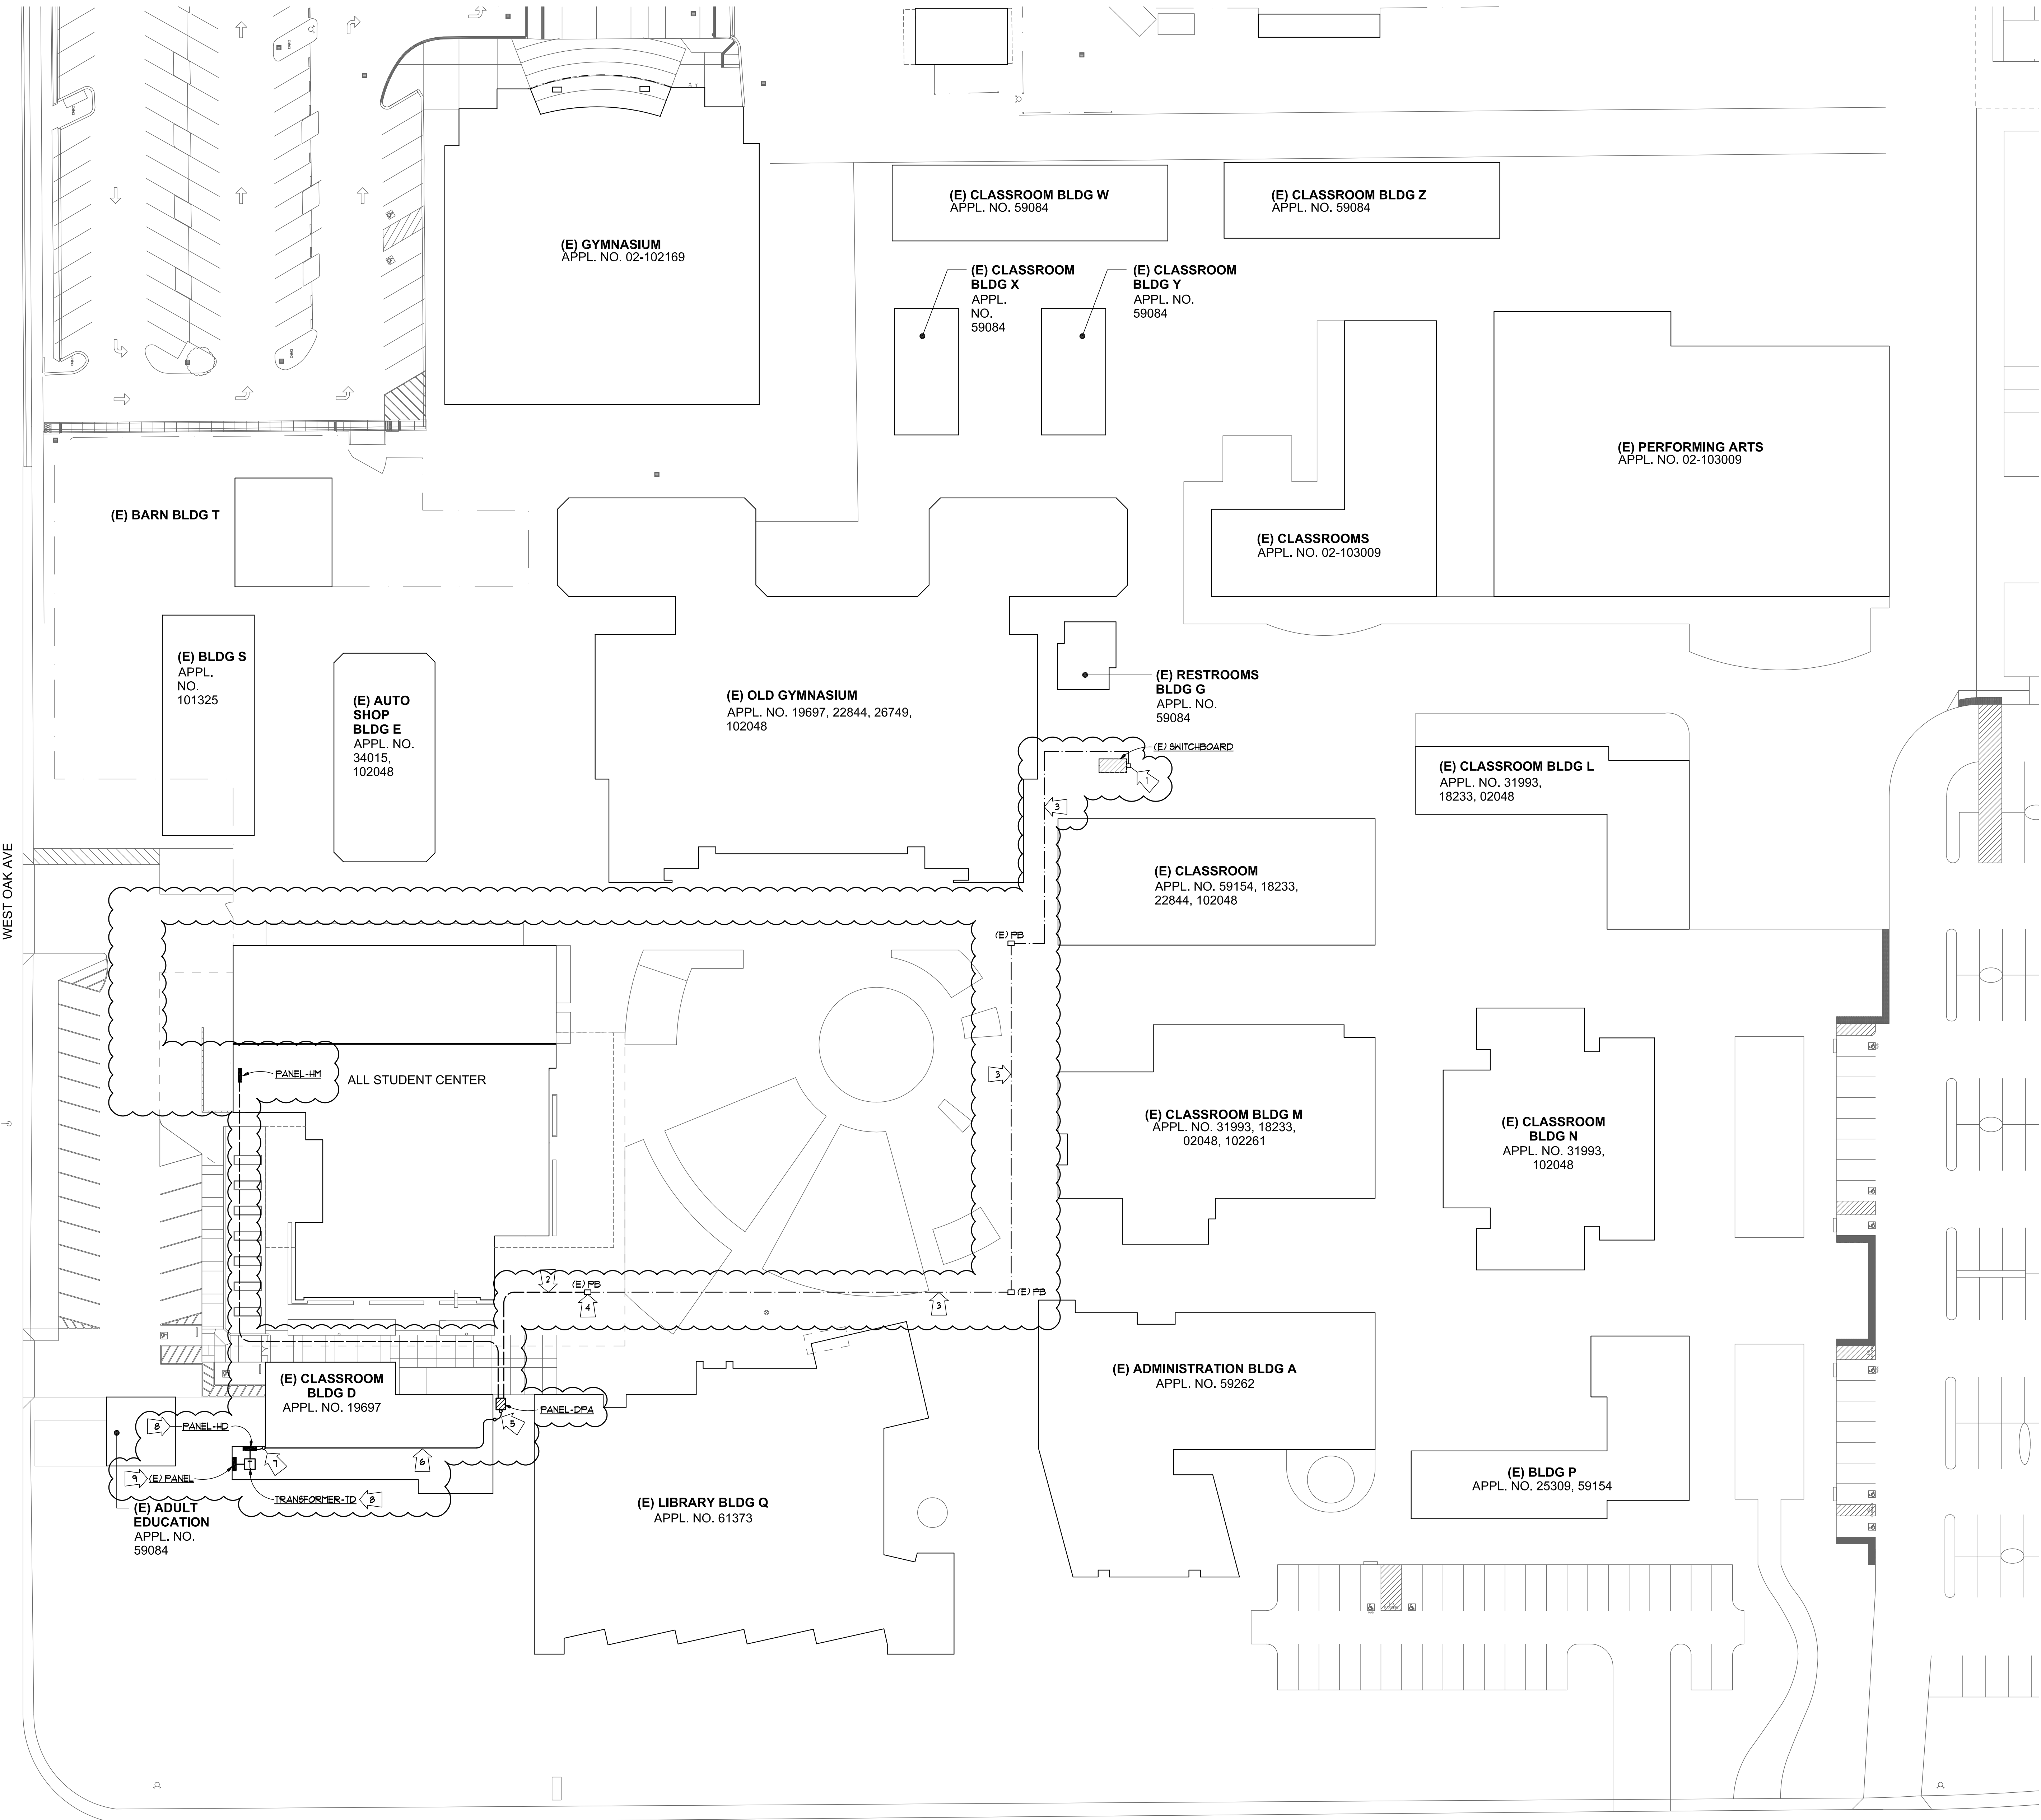 (E) CLASSROOM BLDG W
APPL. NO. 59084
(E) CLASSROOM BLDG Z
APPL. NO. 59084
(E) GYMNASIUM
APPL. NO. 02-102169
(E) CLASSROOM
BLDG X
APPL.
NO.
59084
(E) CLASSROOM
BLDG Y
APPL. NO.
59084
(E) PERFORMING ARTS
APPL. NO. 02-103009
(E) BARN BLDG T
(E) CLASSROOMS
APPL. NO. 02-103009
(E) BLDG S
APPL.
NO.
101325
(E) AUTO
SHOP
BLDG E
APPL. NO.
34015,
102048
(E) OLD GYMNASIUM
APPL. NO. 19697, 22844, 26749,
102048
(E) RESTROOMS
BLDG G
APPL. NO.
59084
(E) SWITCHBOARD
1
3
(E) CLASSROOM BLDG L
APPL. NO. 31993,
18233, 02048
WEST OAK AVE
(E) CLASSROOM
APPL. NO. 59154, 18233,
22844, 102048
(E) PB
PANEL-HM
ALL STUDENT CENTER
3
(E) CLASSROOM BLDG M
APPL. NO. 31993, 18233,
02048, 102261
(E) CLASSROOM
BLDG N
APPL. NO. 31993,
102048
2
(E) PB
4
3
(E) PB
(E) CLASSROOM
BLDG D
APPL. NO. 19697
(E) ADMINISTRATION BLDG A
APPL. NO. 59262
PANEL-DPA
5
8
PANEL-HD
7
6
9
(E) PANEL
T
TRANSFORMER-TD
8
(E) ADULT
EDUCATION
APPL. NO.
59084
(E) LIBRARY BLDG Q
APPL. NO. 61373
(E) BLDG P
APPL. NO. 25309, 59154